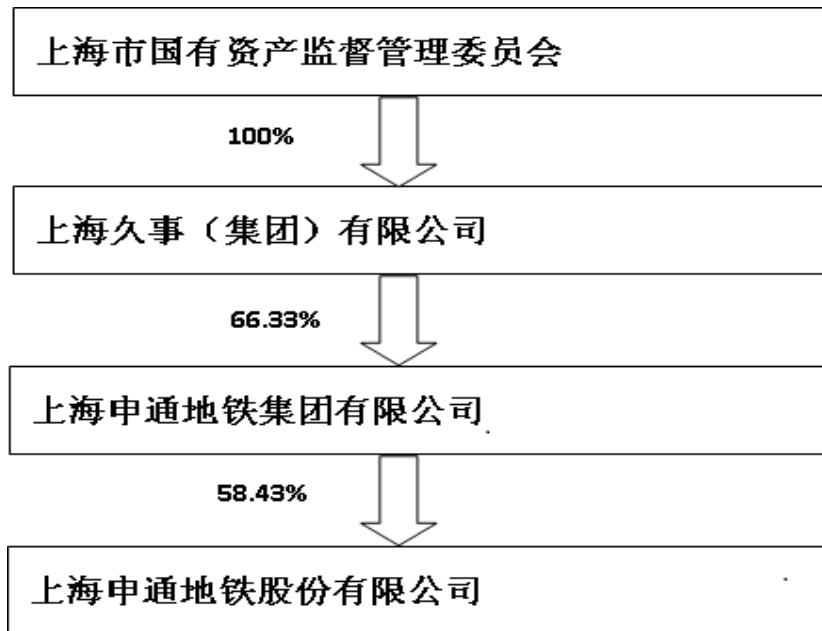 上海市国有资产监督管理委员会
100%
上海久事（集团）有限公司
66.33%
上海申通地铁集团有限公司
58.43%
上海申通地铁股份有限公司